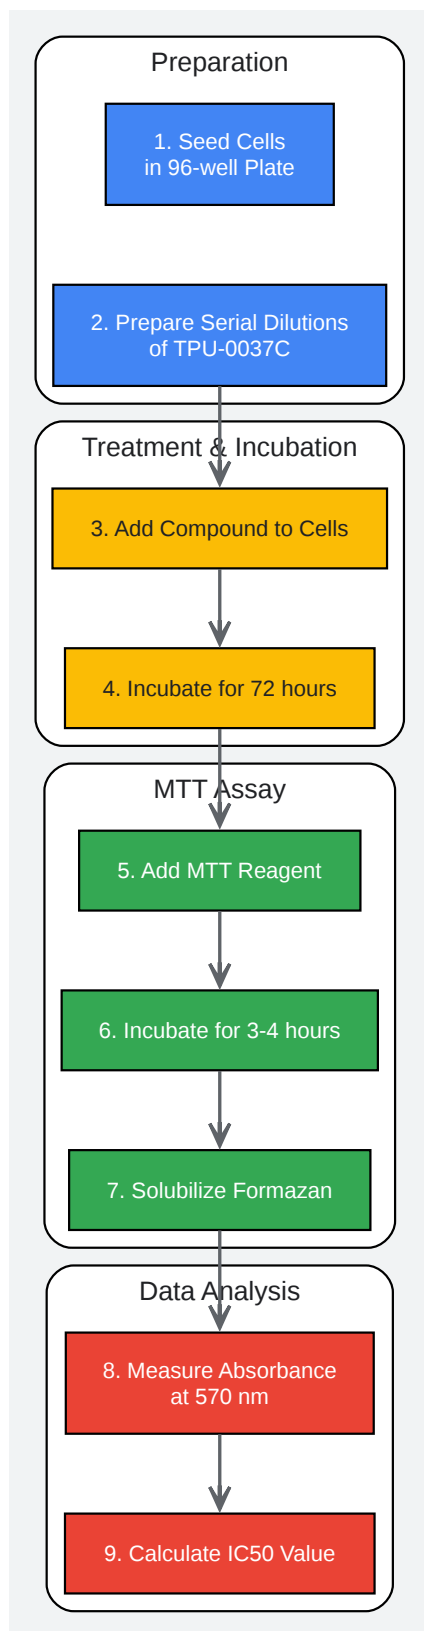 Preparation
1. Seed Cells
in 96-well Plate
2. Prepare Serial Dilutions
of TPU-0037C
Treatment & Incubation
3. Add Compound to Cells
4. Incubate for 72 hours
MTT Assay
5. Add MTT Reagent
6. Incubate for 3-4 hours
7. Solubilize Formazan
Data Analysis
8. Measure Absorbance
at 570 nm
9. Calculate IC50 Value